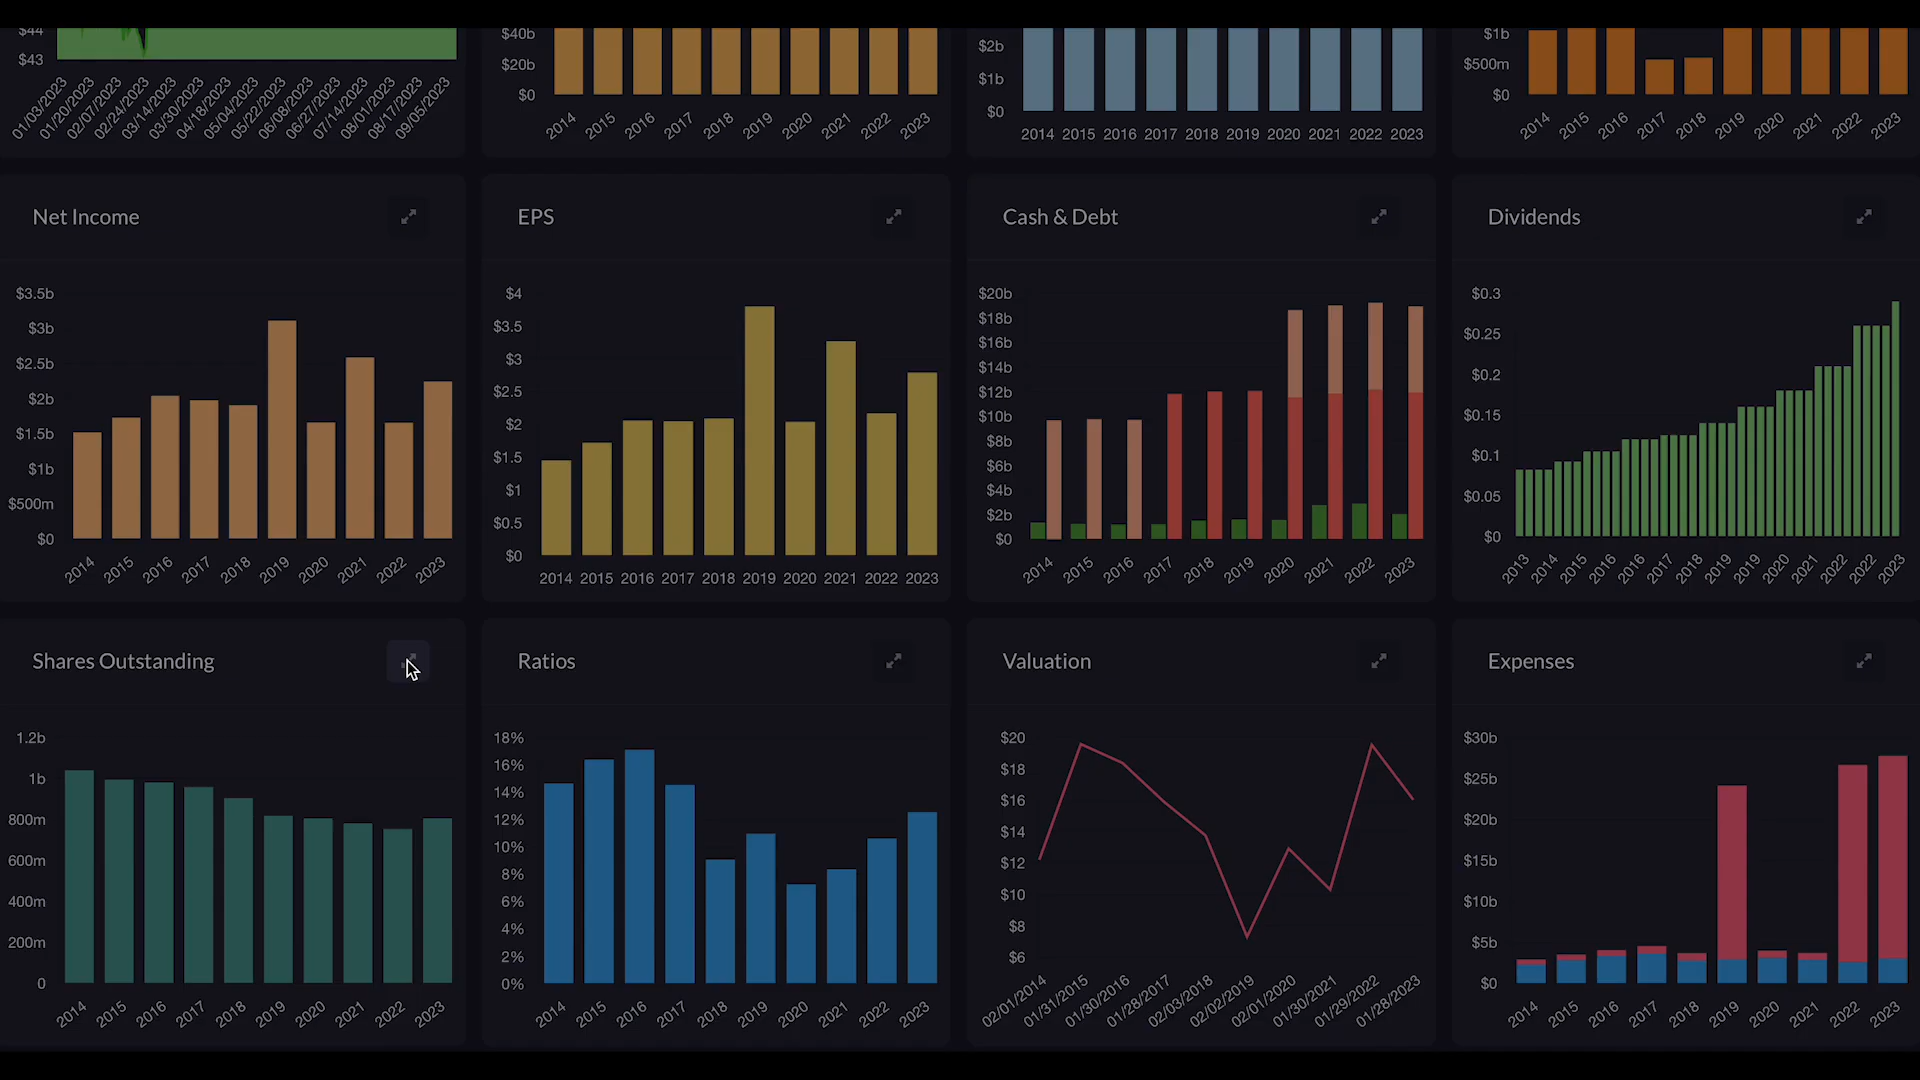 $44
$43
01/03/2023 01/20/2023 02/07/2023 02/24/2023 03/14/2023 03/30/2023 04/18/2023 05/04/2023 05/22/2023 06/08/2023 06/27/2023 07/14/2023 08/01/2023 08/17/2023 09/05/2023
$40b
$20b
$0
2014 2015 2016 2017 2018 2019 2020 2021 2022 2023
$2b
$1b
$0
2014 2015 2016 2017 2018 2019 2020 2021 2022 2023
$1b
$500m
$0
2014 2015 2016 2017 2018 2019 2020 2021 2022 2023
Net Income
$3.5b
$3b
$2.5b
$2b
$1.5b
$1b
$500m
$0
2014 2015 2016 2017 2018 2019 2020 2021 2022 2023
EPS
$4
$3.5
$3
$2.5
$2
$1.5
$1
$0.5
$0
2014 2015 2016 2017 2018 2019 2020 2021 2022 2023
Cash & Debt
$20b
$18b
$16b
$14b
$12b
$10b
$8b
$6b
$4b
$2b
$0
2014 2015 2016 2017 2018 2019 2020 2021 2022 2023
Dividends
$0.3
$0.25
$0.2
$0.15
$0.1
$0.05
$0
2013 2014 2015 2016 2016 2017 2018 2019 2019 2020 2021 2022 2022 2023
Shares Outstanding
1.2b
1b
800m
600m
400m
200m
0
2014 2015 2016 2017 2018 2019 2020 2021 2022 2023
Ratios
18%
16%
14%
12%
10%
8%
6%
4%
2%
0%
2014 2015 2016 2017 2018 2019 2020 2021 2022 2023
Valuation
$20
$18
$16
$14
$12
$10
$8
$6
02/01/2014 01/31/2015 01/30/2016 01/28/2017 02/03/2018 02/02/2019 02/01/2020 01/30/2021 01/29/2022 01/28/2023
Expenses
$30b
$25b
$20b
$15b
$10b
$5b
$0
2014 2015 2016 2017 2018 2019 2020 2021 2022 2023